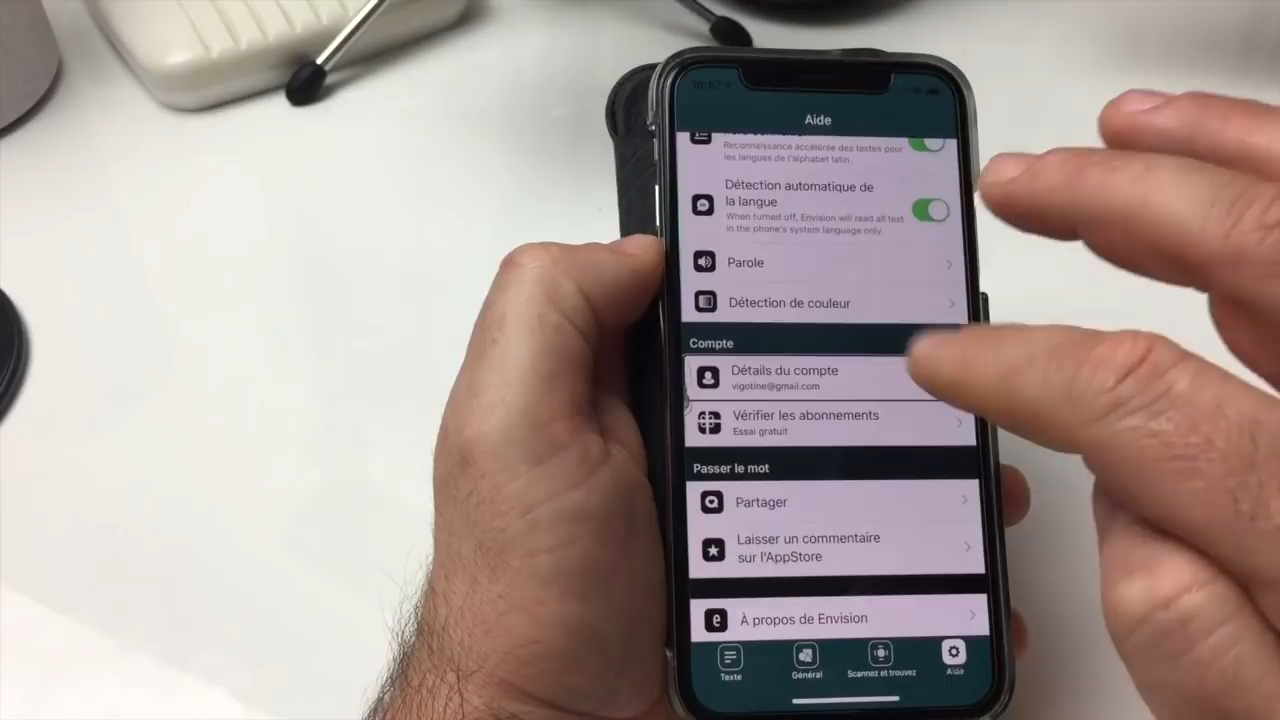 Aide
Reconnaissance accélérée des textes pour
les langues de l'alphabet latin.
Détection automatique de
la langue
When turned off, Envision will read all text
in the phone's system language only.
Parole
Détection de couleur
Compte
Détails du compte
vigotine@gmail.com
Vérifier les abonnements
Essai gratuit
Passer le mot
Partager
Laisser un commentaire
sur l'AppStore
À propos de Envision
Texte
Général
Scannez et trouvez
Aide